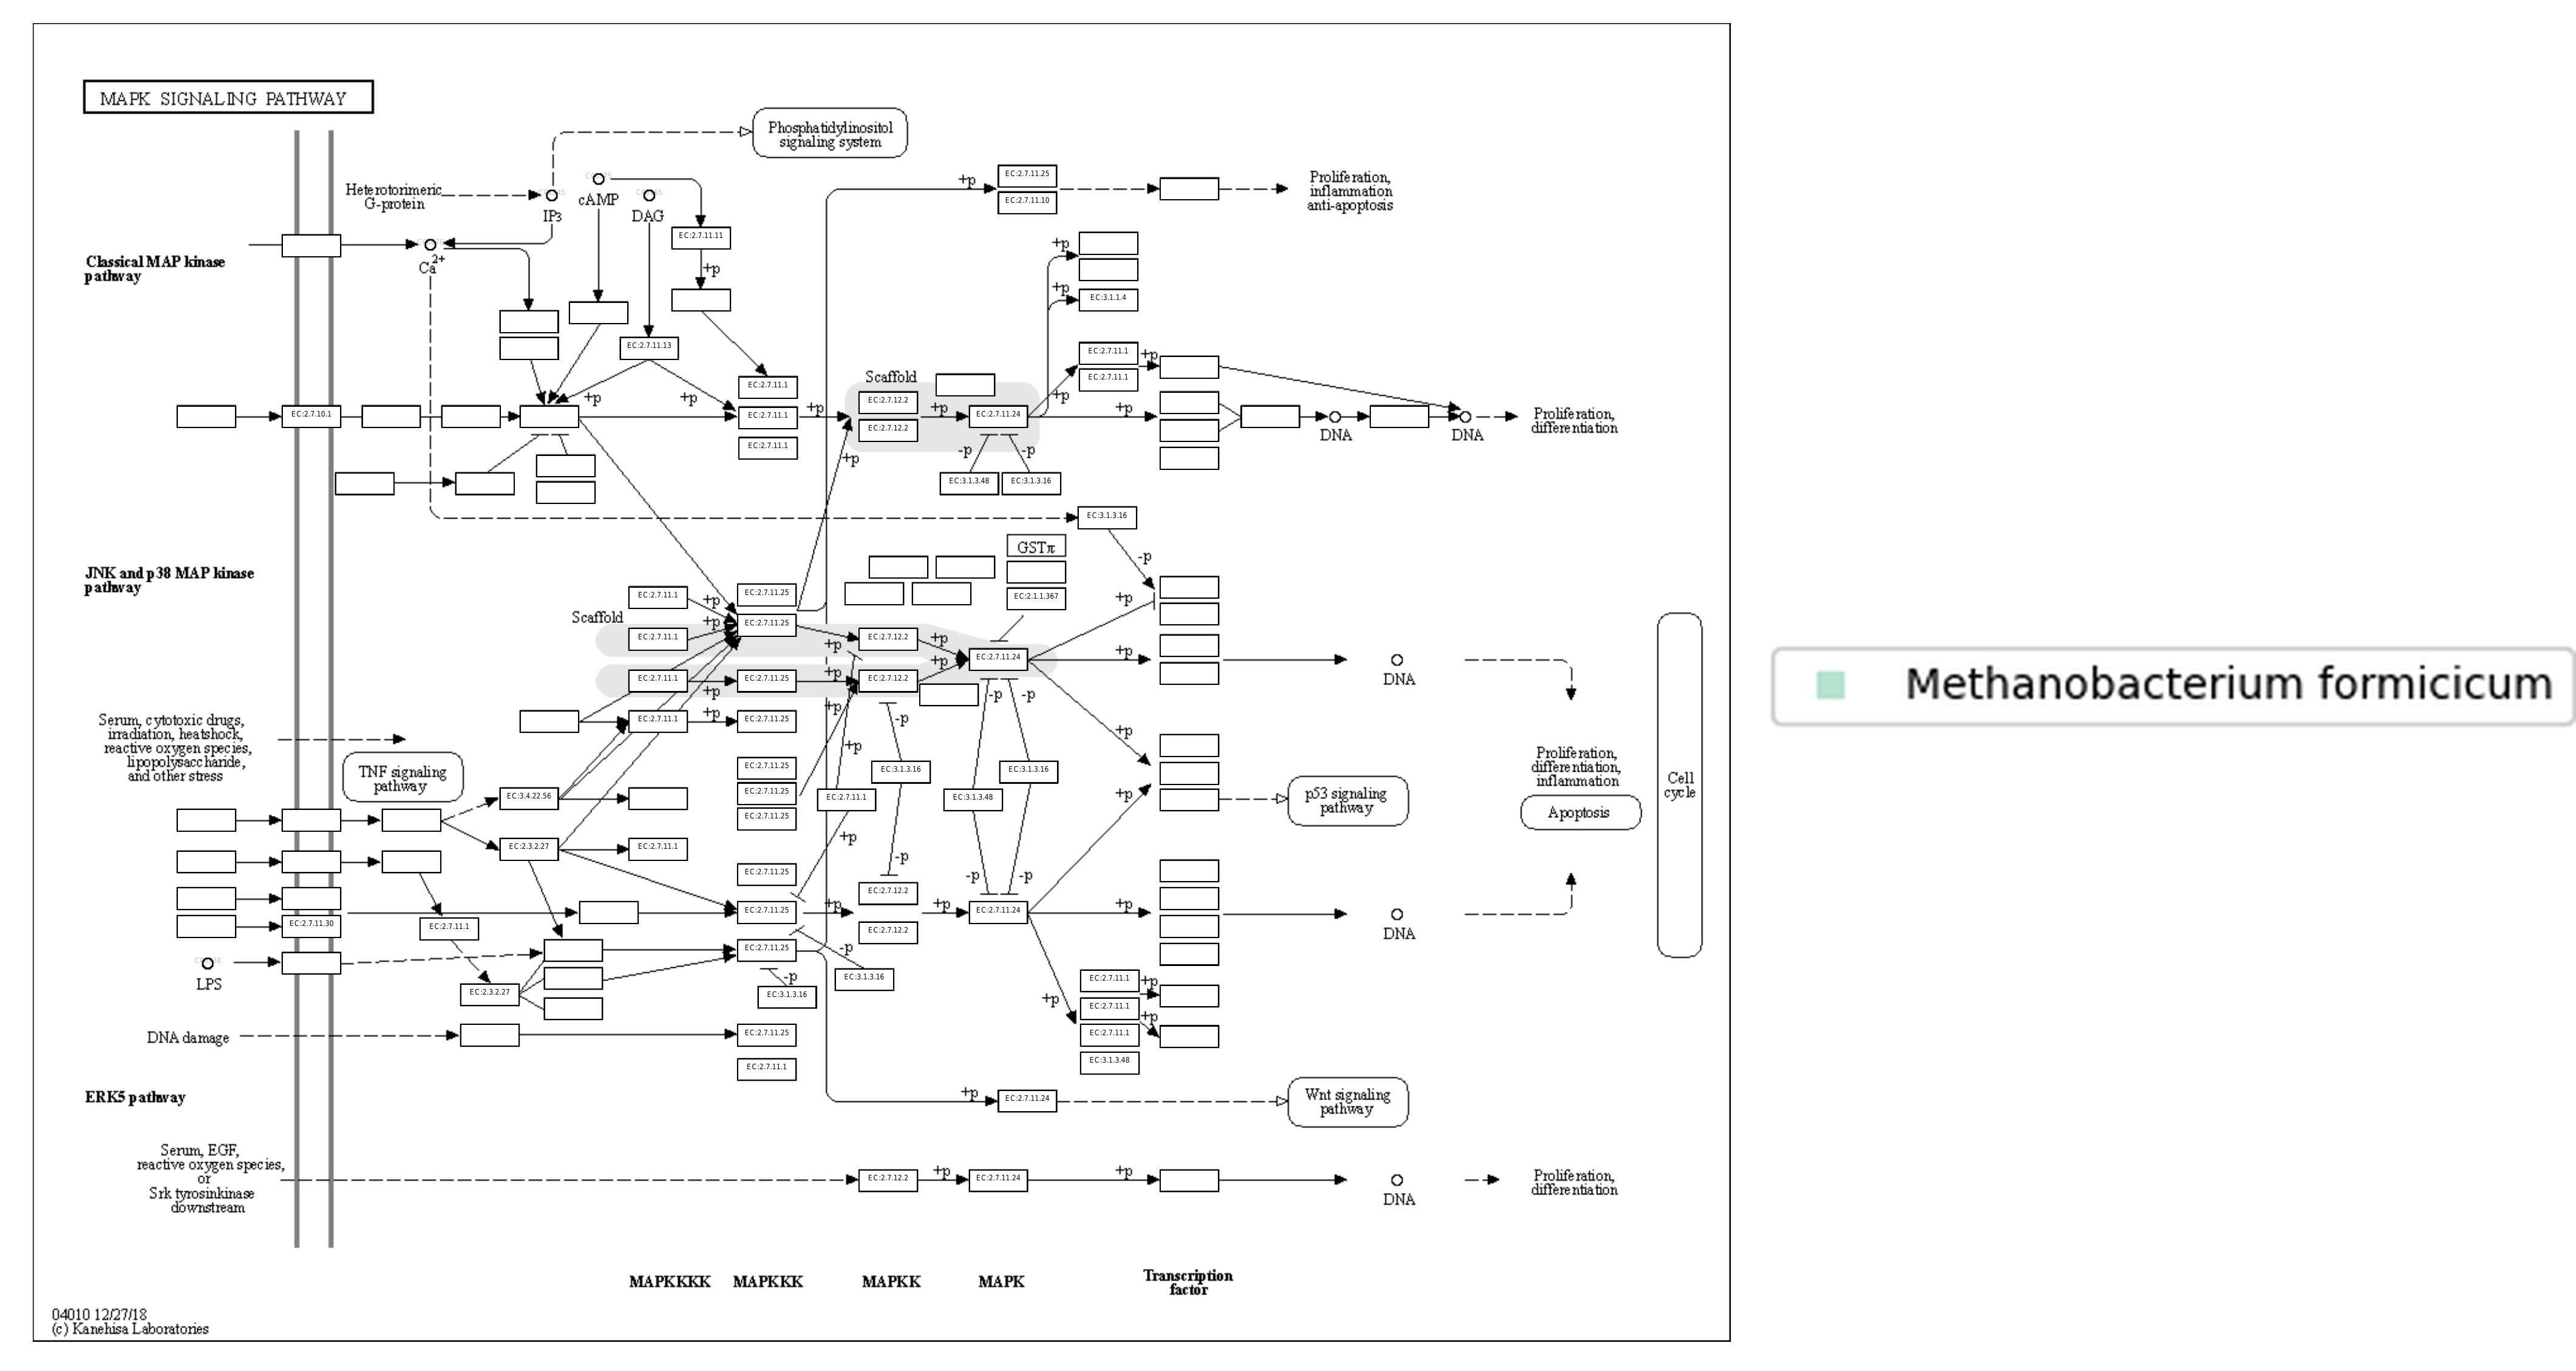 MAPK SIGNALING PATHWAY
Phosphatidylinositol
signaling system
Heterotorimeric
G-protein
IP3
cAMP
DAG
EC:2.7.11.11
+p
+p
EC:2.7.11.25
EC:2.7.11.10
Proliferation,
inflammation
anti-apoptosis
Classical MAP kinase
pathway
Ca2+
+p
+p
EC:3.1.1.4
EC:2.7.11.13
EC:2.7.11.1
EC:2.7.11.1
+p
+p
EC:2.7.10.1
+p
+p
EC:2.7.11.1
EC:2.7.11.1
EC:2.7.11.1
+p
Scaffold
EC:2.7.12.2
EC:2.7.12.2
+p
EC:2.7.11.24
+p
DNA
DNA
Proliferation,
differentiation
+p
-p
-p
EC:3.1.3.48
EC:3.1.3.16
EC:3.1.3.16
-p
JNK and p38 MAP kinase
pathway
GSTπ
EC:2.1.1.367
Scaffold
EC:2.7.11.1
EC:2.7.11.1
EC:2.7.11.1
EC:2.7.11.1
+p
+p
+p
+p
EC:2.7.11.25
EC:2.7.11.25
EC:2.7.11.25
EC:2.7.11.25
+p
+p
+p
EC:2.7.12.2
EC:2.7.12.2
+p
+p
EC:2.7.11.24
+p
+p
DNA
Serum, cytotoxic drugs,
irradiation, heatshock,
reactive oxygen species,
lipopolysaccharide,
and other stress
TNF signaling
pathway
EC:3.4.22.56
EC:2.3.2.27
EC:2.7.11.1
EC:2.7.11.25
EC:2.7.11.25
EC:2.7.11.25
+p
EC:2.7.11.1
+p
-p
EC:3.1.3.16
-p
-p
-p
EC:3.1.3.48
EC:3.1.3.16
-p
-p
+p
+p
p53 signaling
pathway
Proliferation,
differentiation,
inflammation
Apoptosis
Cell
cycle
EC:2.7.11.30
EC:2.7.11.1
EC:2.7.11.25
EC:2.7.11.25
EC:2.7.11.25
+p
EC:2.7.12.2
EC:2.7.12.2
+p
EC:2.7.11.24
+p
DNA
LPS
EC:2.3.2.27
-p
EC:3.1.3.16
-p
EC:3.1.3.16
+p
EC:2.7.11.1
EC:2.7.11.1
EC:2.7.11.1
EC:3.1.3.48
+p
+p
DNA damage
EC:2.7.11.25
EC:2.7.11.1
ERK5 pathway
+p
EC:2.7.11.24
Wnt signaling
pathway
Serum, EGF,
reactive oxygen species,
or
Srk tyrosinkinase
downstream
EC:2.7.12.2
+p
EC:2.7.11.24
+p
DNA
Proliferation,
differentiation
MAPKKKK
MAPKKK
MAPKK
MAPK
Transcription
factor
04010 12/27/18
(c) Kanehisa Laboratories
Methanobacterium formicicum